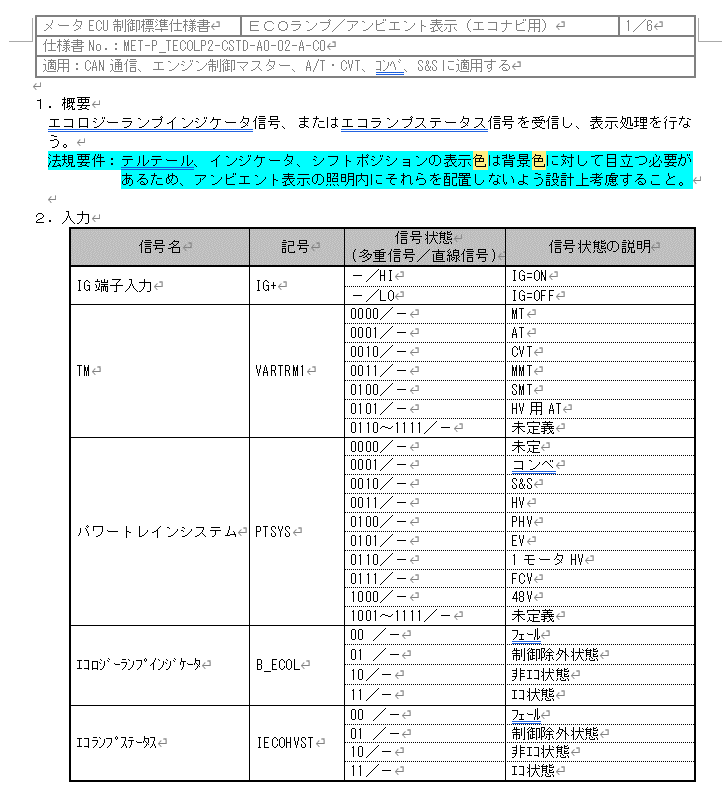 メータECU制御標準仕様書 ECOランプ／アンビエント表示（エコナビ用） 1／6
仕様書No.：MET-P_TECOLP2-CSTD-A0-02-A-C0
適用：CAN通信、エンジン制御マスター、A/T・CVT、ｺﾝﾍﾞ、S&Sに適用する
１．概要
エコロジーランプインジケータ信号、またはエコランプステータス信号を受信し、表示処理を行な
う。
法規要件：テルテール、インジケータ、シフトポジションの表示色は背景色に対して目立つ必要が
あるため、アンビエント表示の照明内にそれらを配置しないよう設計上考慮すること。
２．入力
信号名 記号 信号状態 信号状態の説明
（多重信号／直線信号）
IG端子入力 IG+ －／HI IG=ON
－／LO IG=OFF
TM VARTRM1 0000／－ MT
0001／－ AT
0010／－ CVT
0011／－ MMT
0100／－ SMT
0101／－ HV用AT
0110～1111／－ 未定義
パワートレインシステム PTSYS 0000／－ 未定
0001／－ コンベ
0010／－ S&S
0011／－ HV
0100／－ PHV
0101／－ EV
0110／－ 1モータHV
0111／－ FCV
1000／－ 48V
1001～1111／－ 未定義
ｴｺﾛｼﾞｰﾗﾝﾌﾟｲﾝｼﾞｹｰﾀ B_ECOL 00 ／－ ﾌｪｰﾙ
01 ／－ 制御除外状態
10／－ 非ｴｺ状態
11／－ ｴｺ状態
ｴｺﾗﾝﾌﾟｽﾃｰﾀｽ IECOHVST 00 ／－ ﾌｪｰﾙ
01 ／－ 制御除外状態
10／－ 非ｴｺ状態
11／－ ｴｺ状態